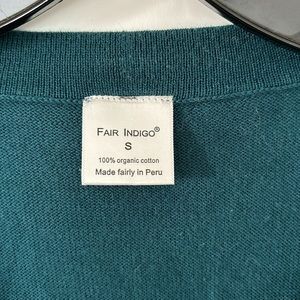 FAIR INDIGO®
S
100% organic cotton
Made fairly in Peru